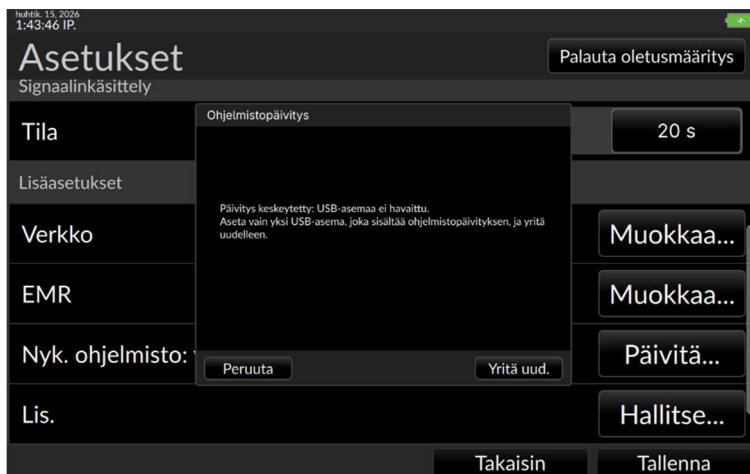 huhtik. 15, 2026
1:43:46 IP.
Asetukset
Palauta oletusmääritys
Signaalinkäsittely
Tila
20 s
Lisäasetukset
Verkko
Muokkaa...
EMR
Muokkaa...
Nyk. ohjelmisto:
Päivitä...
Lis.
Hallitse...
Ohjelmistopäivitys
Päivitys keskeytetty: USB-asemaa ei havaittu.
Aseta vain yksi USB-asema, joka sisältää ohjelmistopäivityksen, ja yritä
uudelleen.
Peruuta
Yritä uud.
Takaisin
Tallenna